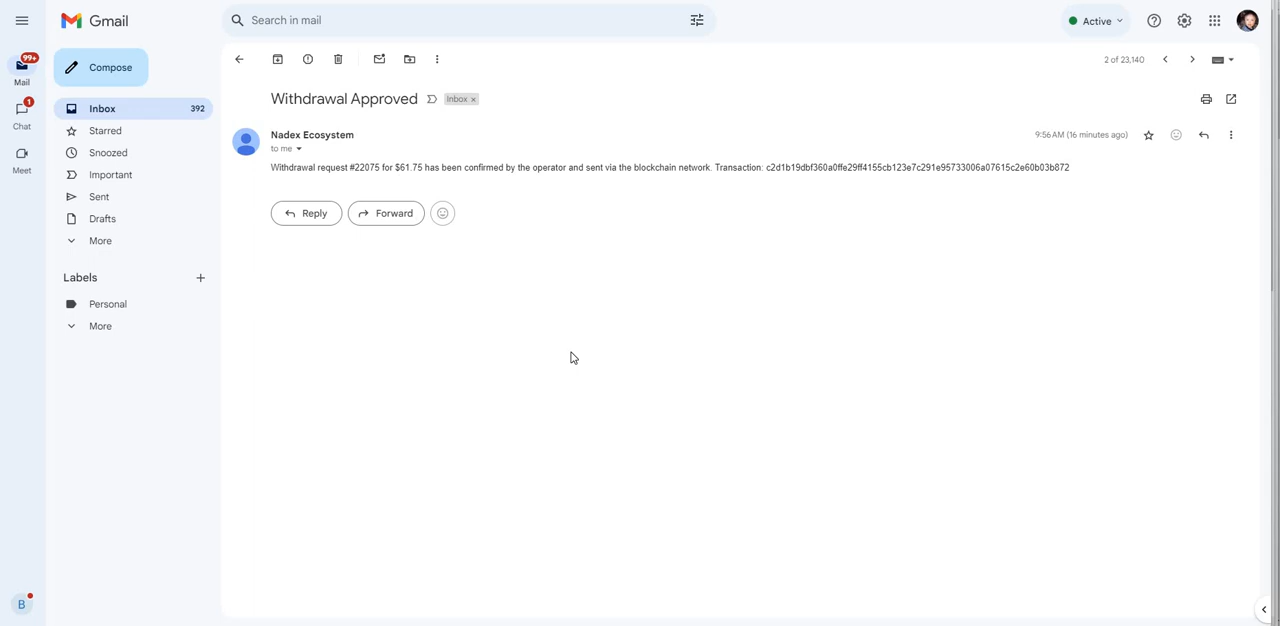 Gmail
Search in mail
Active
99+
Mail
Compose
2 of 23,140
Inbox 392
Withdrawal Approved Inbox x
1
Chat
Starred
Nadex Ecosystem
9:56 AM (16 minutes ago)
to me
Snoozed
Meet
Withdrawal request #22075 for $61.75 has been confirmed by the operator and sent via the blockchain network. Transaction: c2d1b19dbf360a0ffe29ff4155cb123e7c291e95733006a07615c2e60b03b872
Important
Sent
Reply
Forward
Drafts
More
Labels
Personal
More
B